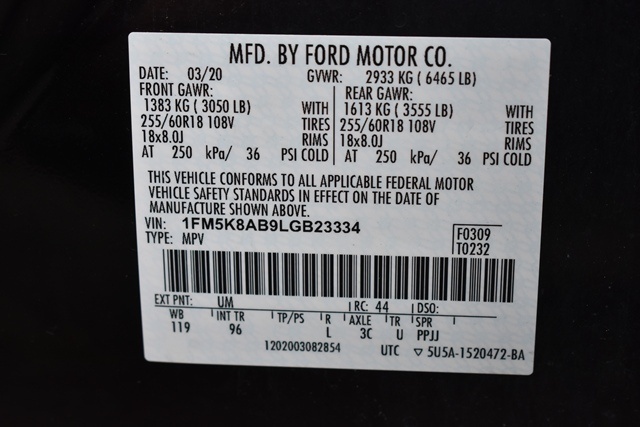 MFD. BY FORD MOTOR CO.
DATE: 03/20 GVWR: 2933 KG ( 6465 LB)
FRONT GAWR: REAR GAWR:
1383 KG ( 3050 LB) WITH 1613 KG ( 3555 LB) WITH
255/60R18 108V TIRES 255/60R18 108V TIRES
18x8.0J RIMS 18x8.0J RIMS
AT 250 kPa/ 36 PSI COLD AT 250 kPa/ 36 PSI COLD
THIS VEHICLE CONFORMS TO ALL APPLICABLE FEDERAL MOTOR
VEHICLE SAFETY STANDARDS IN EFFECT ON THE DATE OF
MANUFACTURE SHOWN ABOVE.
VIN: 1FM5K8AB9LGB23334 F0309
TYPE: MPV T0232
EXT PNT: UM RC: 44 DSO:
WB INT TR TP/PS R AXLE TR SPR
119 96 L 3C U PPJJ
1202003082854 UTC ▽ 5U5A-1520472-BA